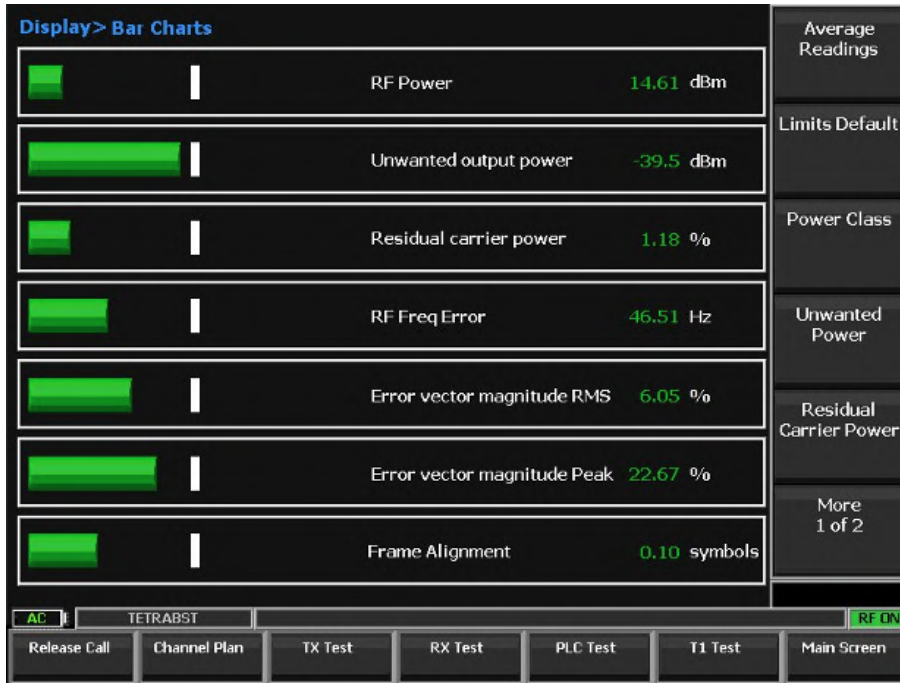 Display> Bar Charts
RF Power 14.61 dBm
Unwanted output power -39.5 dBm
Residual carrier power 1.18 %
RF Freq Error 46.51 Hz
Error vector magnitude RMS 6.05 %
Error vector magnitude Peak 22.67 %
Frame Alignment 0.10 symbols
Average
Readings
Limits Default
Power Class
Unwanted
Power
Residual
Carrier Power
More
1 of 2
AC TETRABST RF ON
Release Call Channel Plan TX Test RX Test PLC Test T1 Test Main Screen